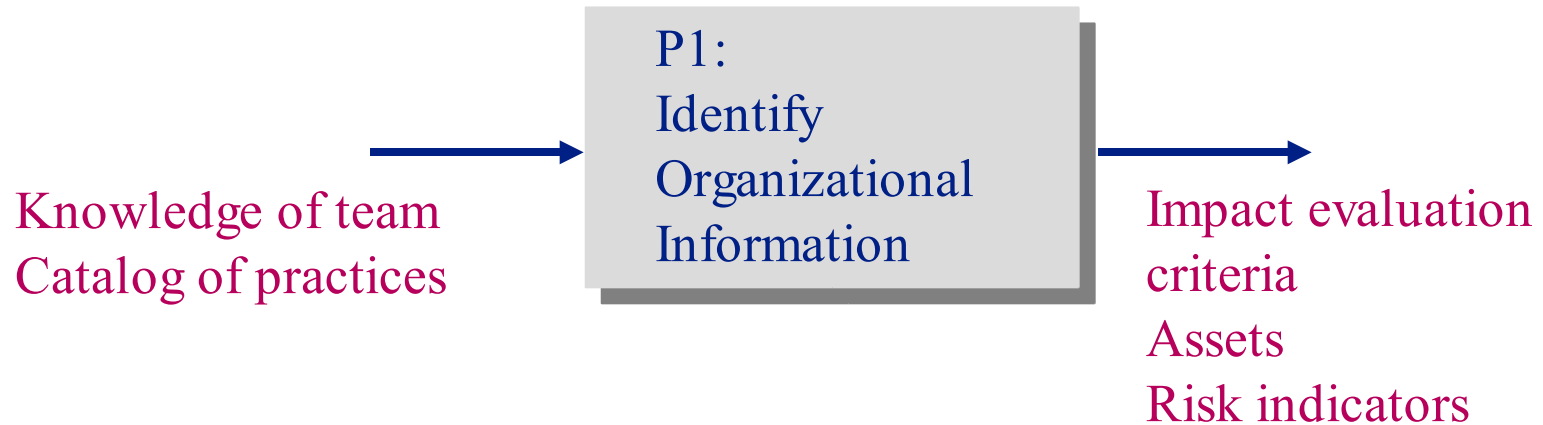 Knowledge of team
Catalog of practices
P1:
Identify
Organizational
Information
Impact evaluation
criteria
Assets
Risk indicators